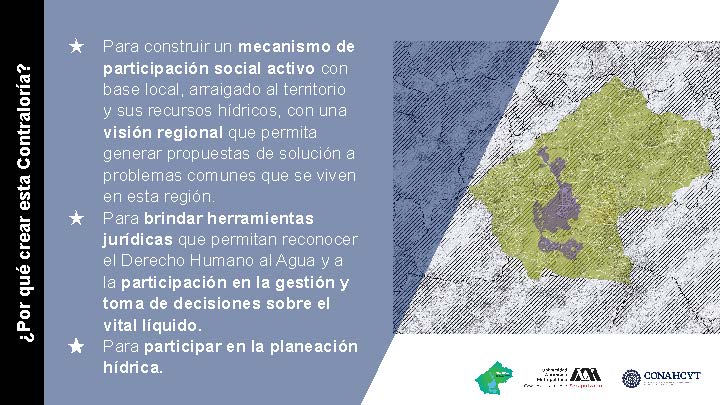 ¿Por qué crear esta Contraloría?
★ Para construir un mecanismo de
participación social activo con
base local, arraigado al territorio
y sus recursos hídricos, con una
visión regional que permita
generar propuestas de solución a
problemas comunes que se viven
en esta región.
★ Para brindar herramientas
jurídicas que permitan reconocer
el Derecho Humano al Agua y a
la participación en la gestión y
toma de decisiones sobre el
vital líquido.
★ Para participar en la planeación
hídrica.
Universidad
Autónoma
Metropolitana
CONAHCYT